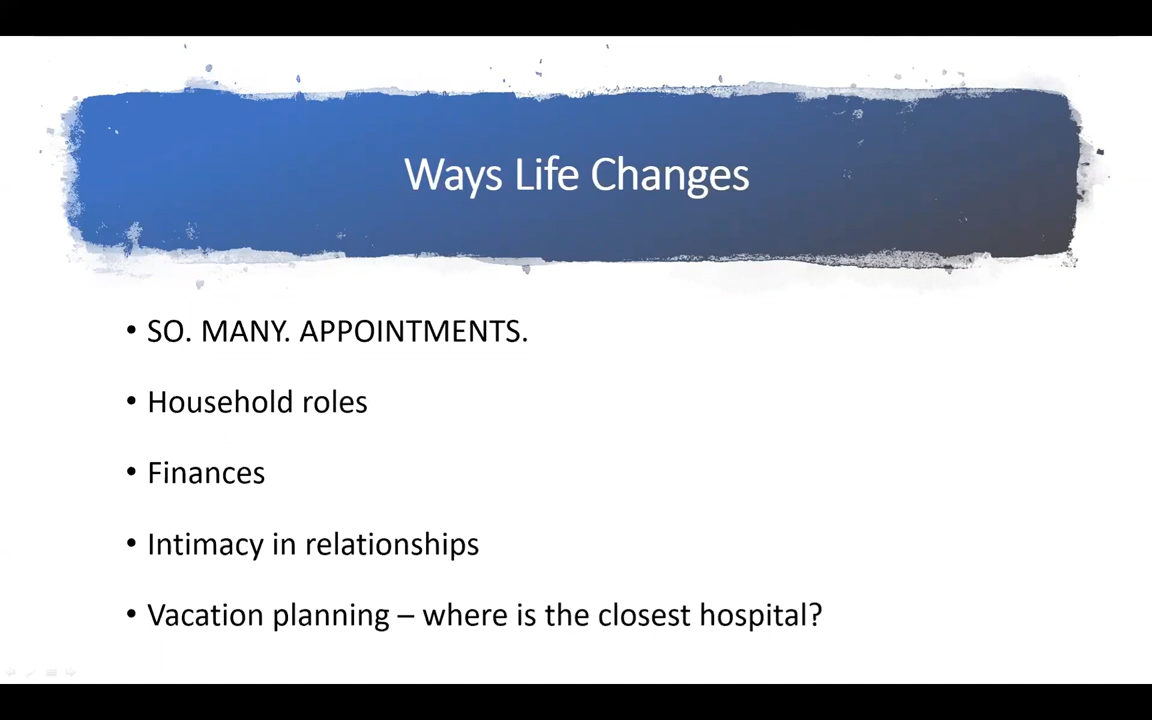 Ways Life Changes
• SO. MANY. APPOINTMENTS.
• Household roles
• Finances
• Intimacy in relationships
• Vacation planning – where is the closest hospital?